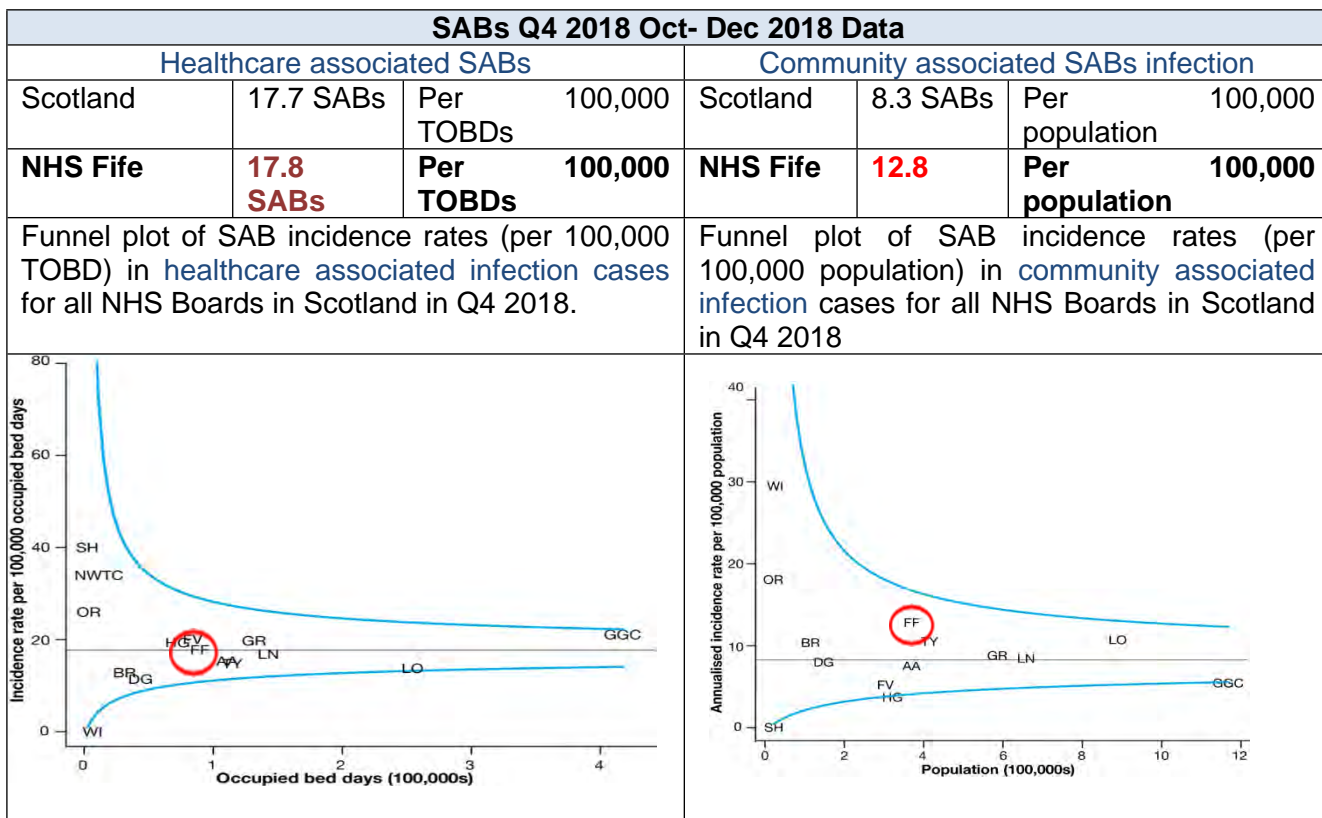 SABs Q4 2018 Oct- Dec 2018 Data
Healthcare associated SABs
Community associated SABs infection
Scotland
17.7 SABs
Per 100,000
TOBDs
Scotland
8.3 SABs
Per 100,000
population
NHS Fife
17.8
SABs
Per 100,000
TOBDs
NHS Fife
12.8
Per 100,000
population
Funnel plot of SAB incidence rates (per 100,000
TOBD) in healthcare associated infection cases
for all NHS Boards in Scotland in Q4 2018.
Funnel plot of SAB incidence rates (per
100,000 population) in community associated
infection cases for all NHS Boards in Scotland
in Q4 2018
Incidence rate per 100,000 occupied bed days
80
60
40
20
0
SH
NWTC
OR
HG
FV
FF
GR
GGC
AA
TY
LN
LO
BR
DG
WI
0 1 2 3 4
Occupied bed days (100,000s)
Annualised incidence rate per 100,000 population
40
30
20
10
0
WI
OR
FF
BR
TY
LO
DG
AA
GR
LN
FV
HG
GGC
SH
0 2 4 6 8 10 12
Population (100,000s)